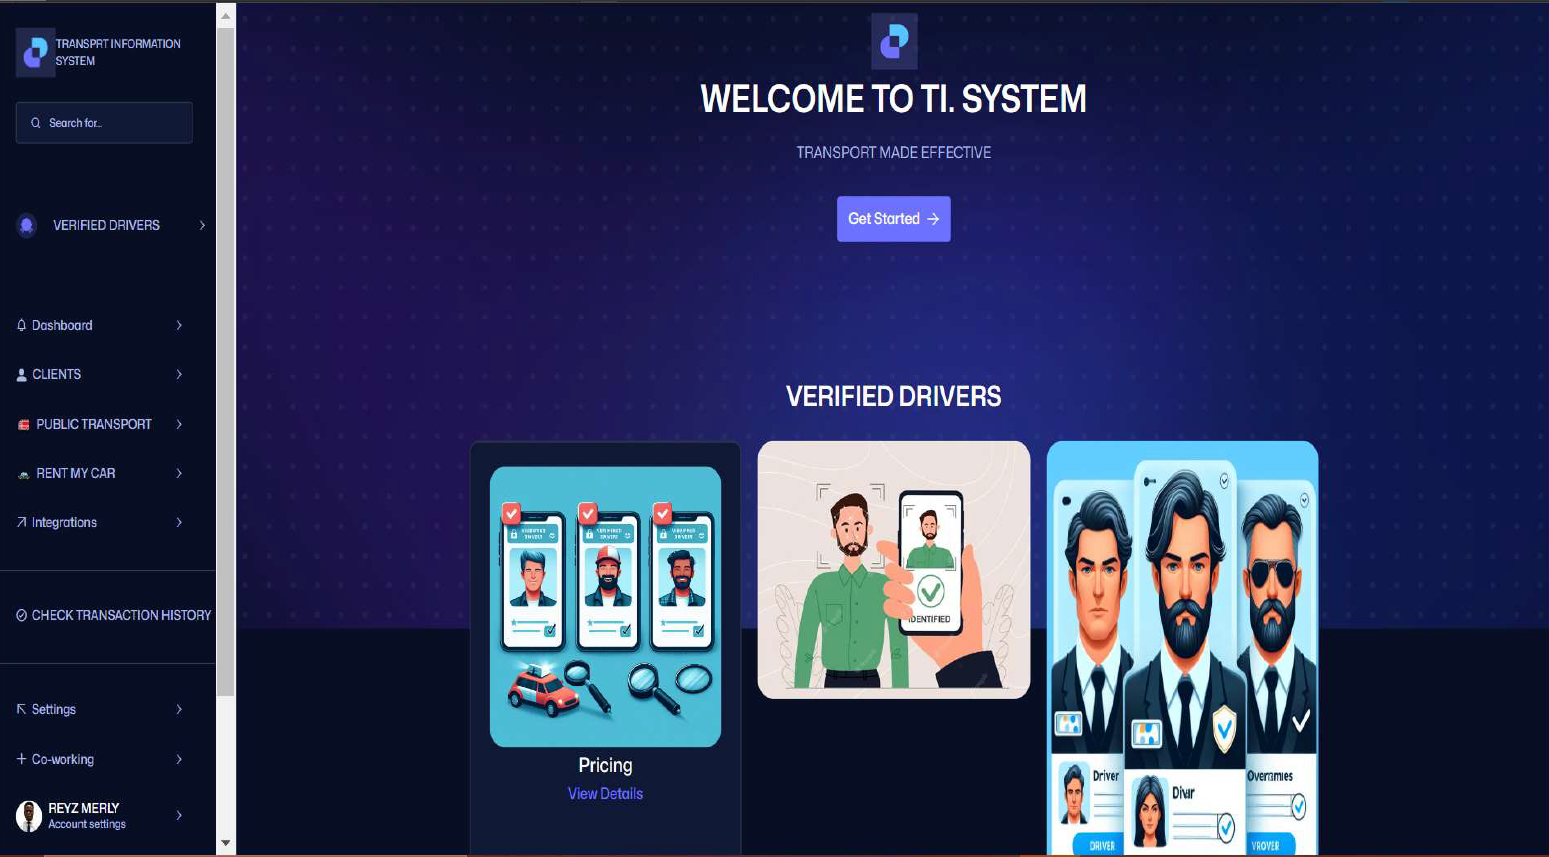 TRANSPRT INFORMATION
SYSTEM
Search for...
VERIFIED DRIVERS
Dashboard
CLIENTS
PUBLIC TRANSPORT
RENT MY CAR
Integrations
CHECK TRANSACTION HISTORY
Settings
Co-working
REYZ MERLY
Account settings
WELCOME TO TI. SYSTEM
TRANSPORT MADE EFFECTIVE
Get Started
VERIFIED DRIVERS
Pricing
View Details
IDENTIFIED
Driver
Divar
DRIVER
VROVER